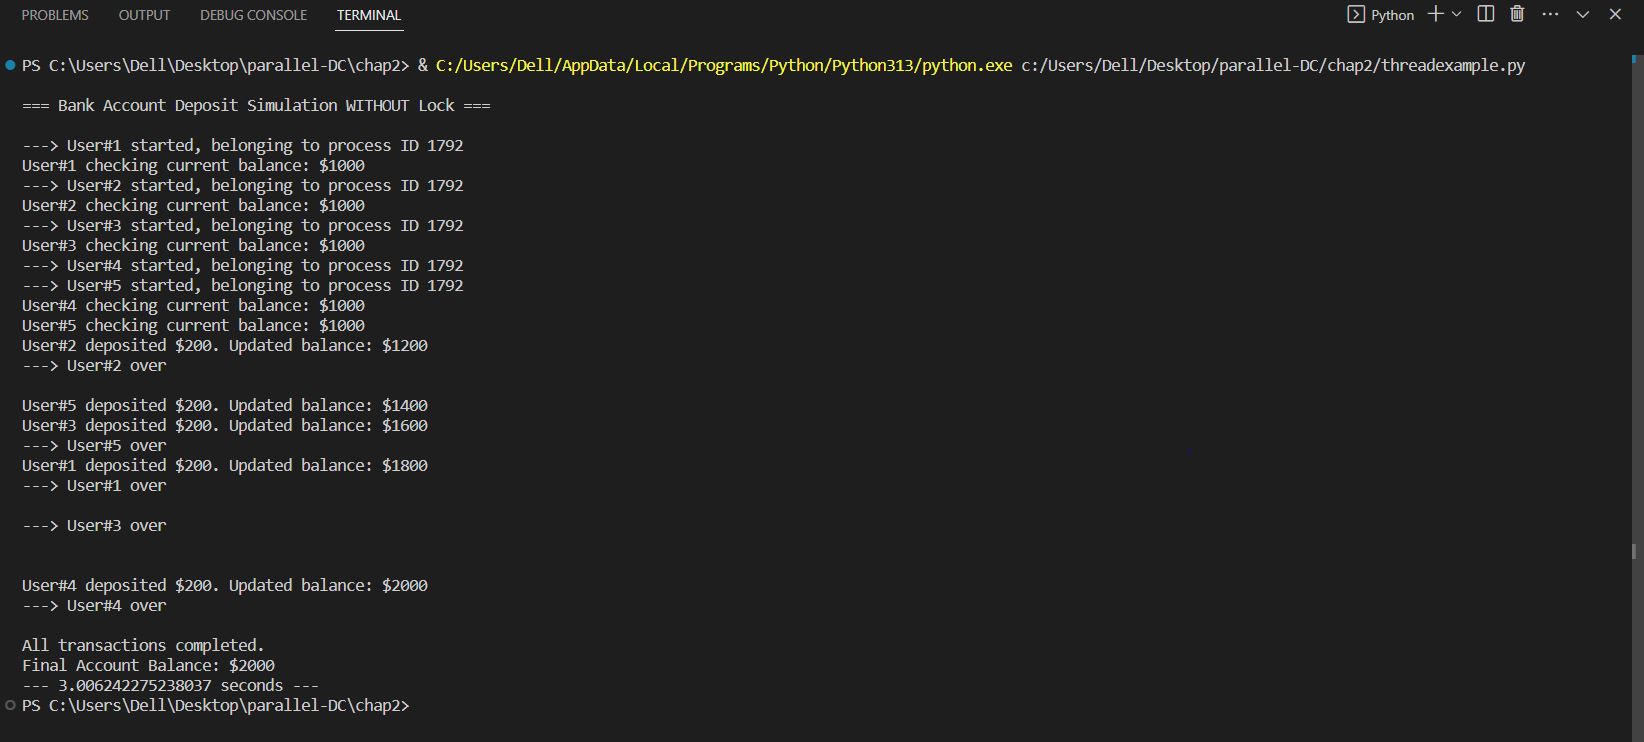 PROBLEMS OUTPUT DEBUG CONSOLE TERMINAL Python
PS C:\Users\Dell\Desktop\parallel-DC\chap2> & C:/Users/Dell/AppData/Local/Programs/Python/Python313/python.exe c:/Users/Dell/Desktop/parallel-DC/chap2/threadexample.py
=== Bank Account Deposit Simulation WITHOUT Lock ===
---> User#1 started, belonging to process ID 1792
User#1 checking current balance: $1000
---> User#2 started, belonging to process ID 1792
User#2 checking current balance: $1000
---> User#3 started, belonging to process ID 1792
User#3 checking current balance: $1000
---> User#4 started, belonging to process ID 1792
---> User#5 started, belonging to process ID 1792
User#4 checking current balance: $1000
User#5 checking current balance: $1000
User#2 deposited $200. Updated balance: $1200
---> User#2 over
User#5 deposited $200. Updated balance: $1400
User#3 deposited $200. Updated balance: $1600
---> User#5 over
User#1 deposited $200. Updated balance: $1800
---> User#1 over
---> User#3 over
User#4 deposited $200. Updated balance: $2000
---> User#4 over
All transactions completed.
Final Account Balance: $2000
--- 3.006242275238037 seconds ---
PS C:\Users\Dell\Desktop\parallel-DC\chap2>